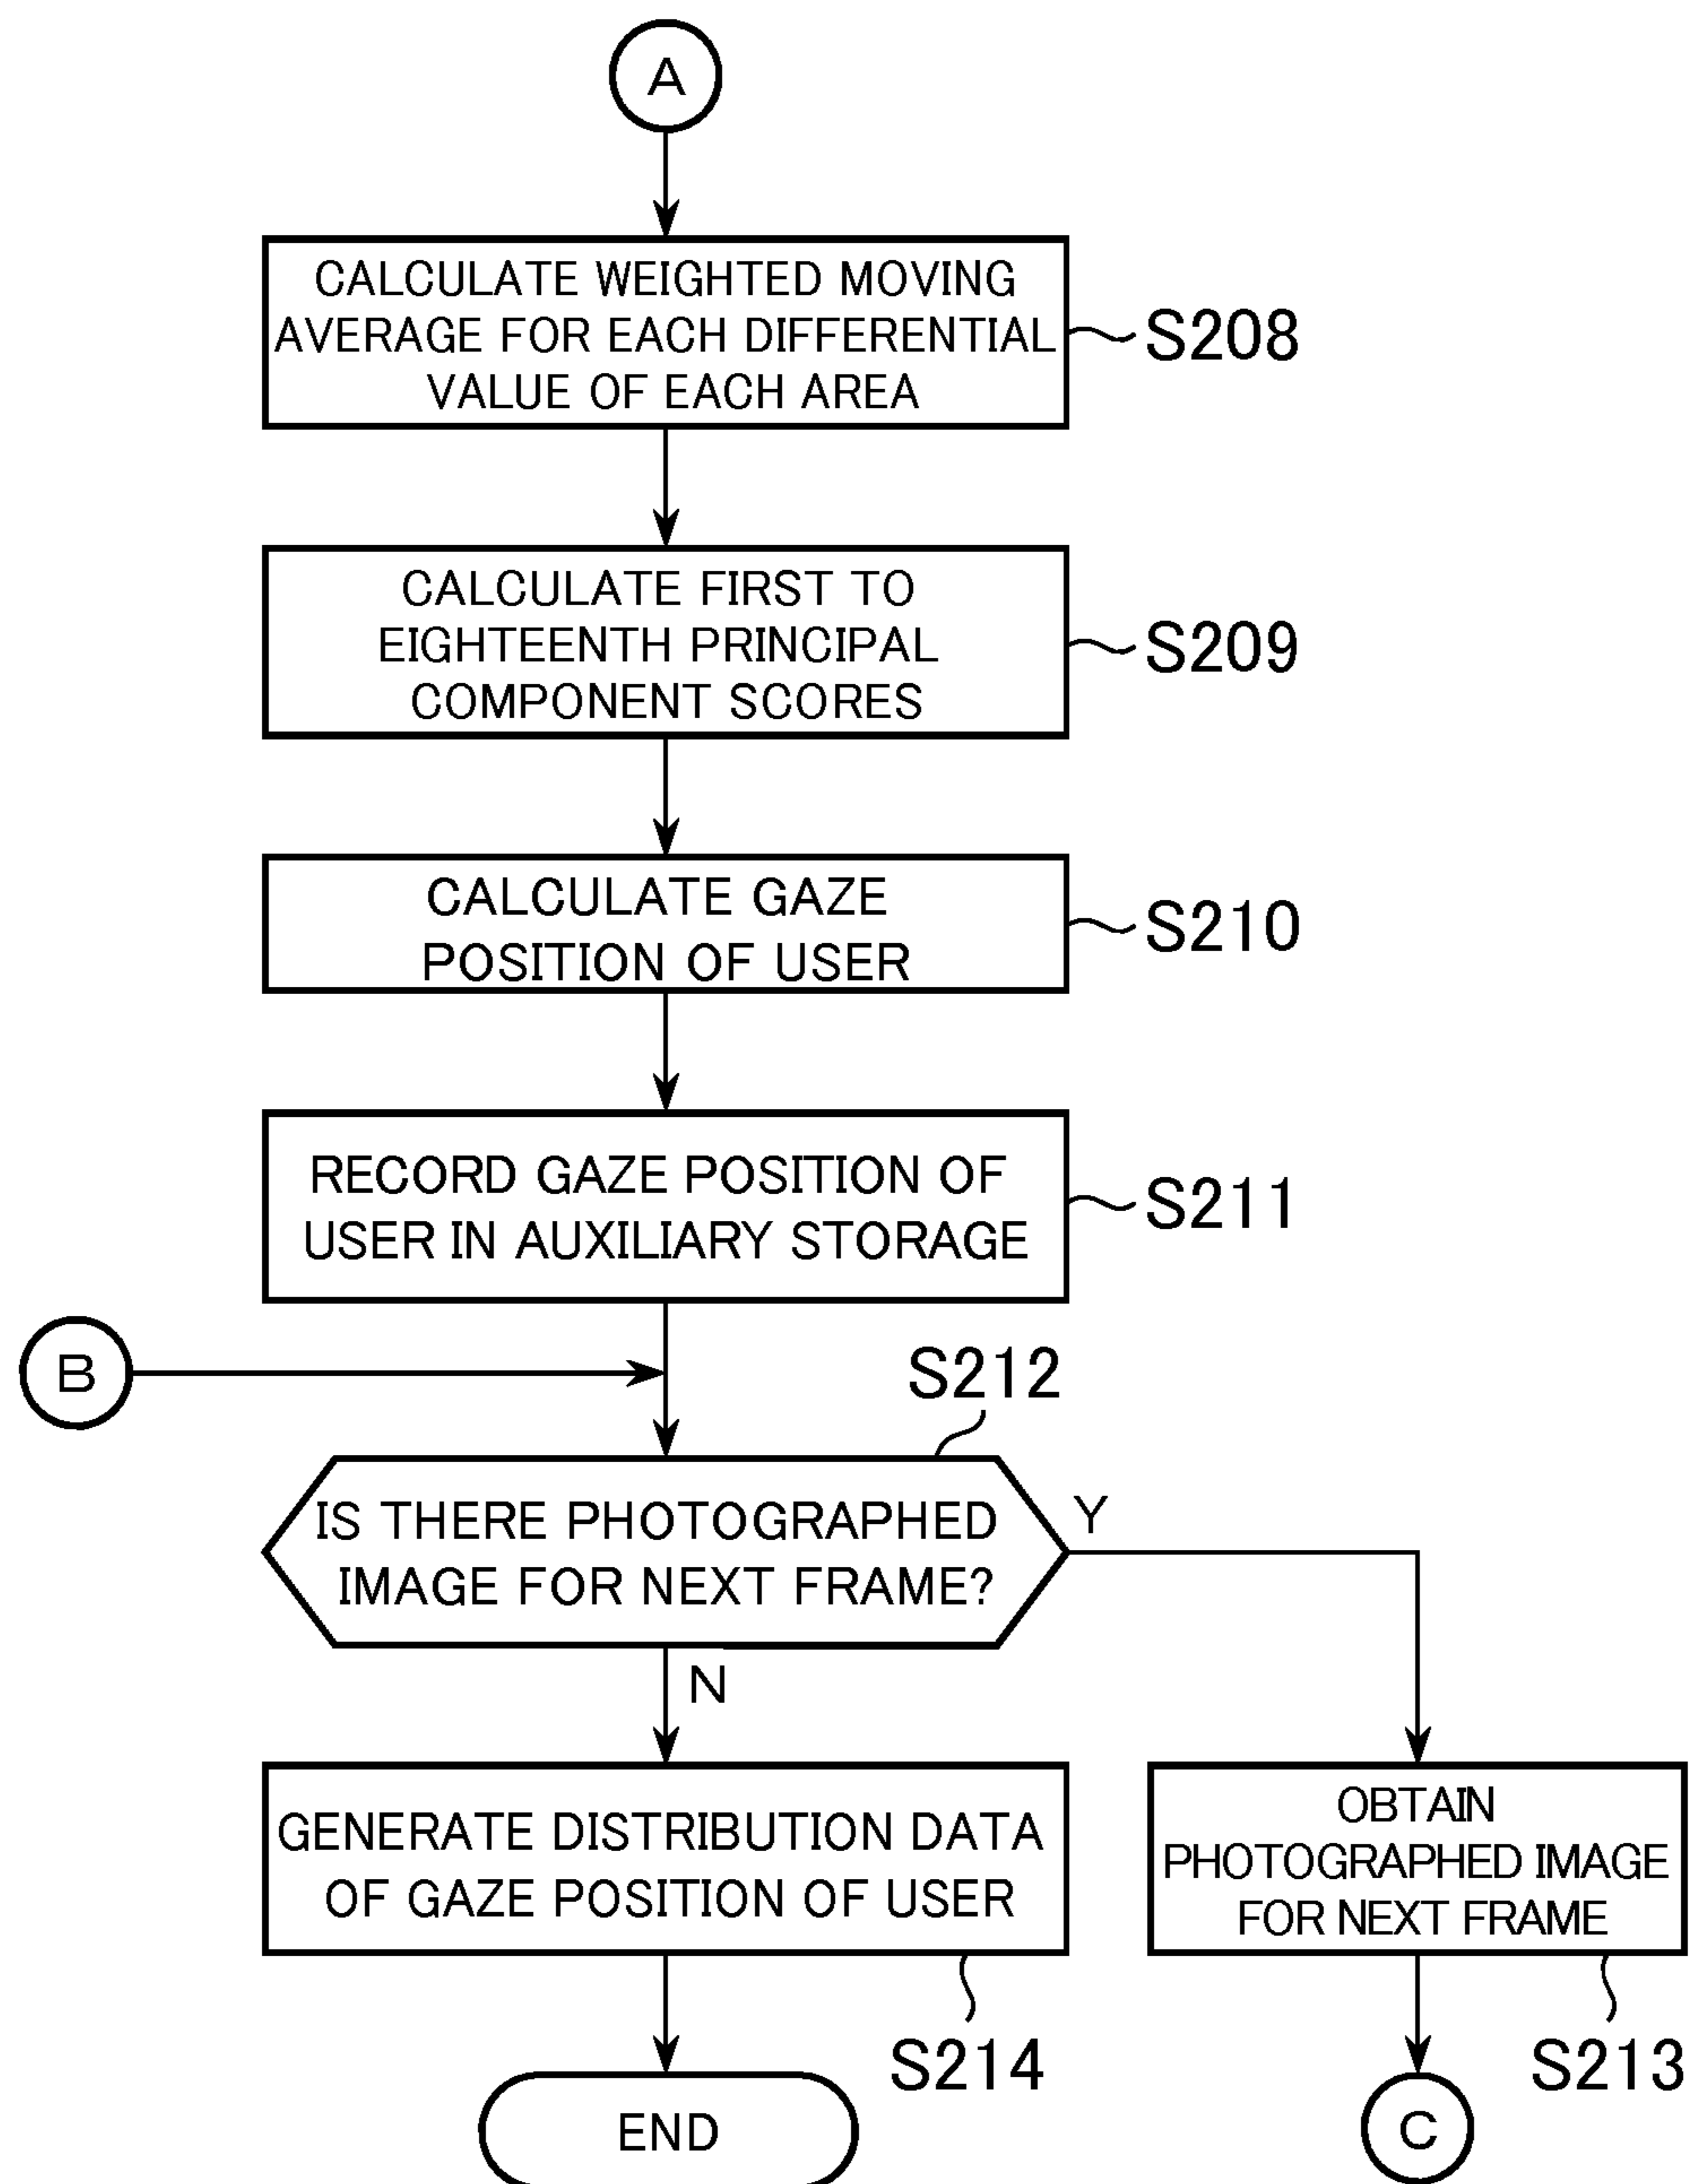 A
CALCULATE WEIGHTED MOVING
AVERAGE FOR EACH DIFFERENTIAL
VALUE OF EACH AREA
S208
CALCULATE FIRST TO
EIGHTEENTH PRINCIPAL
COMPONENT SCORES
S209
CALCULATE GAZE
POSITION OF USER
S210
RECORD GAZE POSITION OF
USER IN AUXILIARY STORAGE
S211
B
S212
IS THERE PHOTOGRAPHED
IMAGE FOR NEXT FRAME?
Y
N
GENERATE DISTRIBUTION DATA
OF GAZE POSITION OF USER
S214
OBTAIN
PHOTOGRAPHED IMAGE
FOR NEXT FRAME
S213
END
C